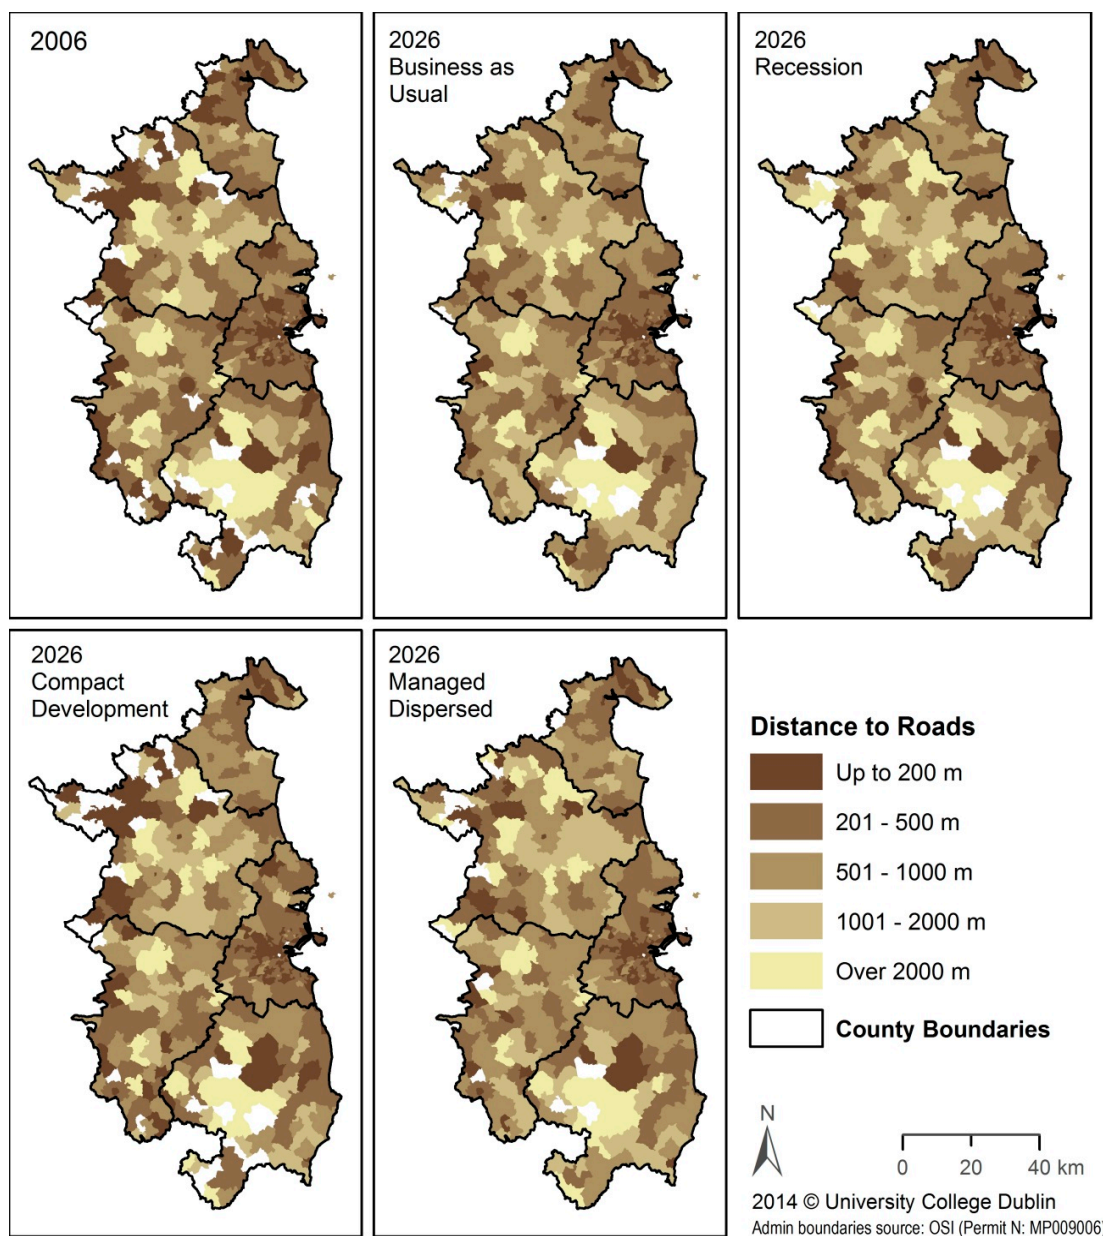 2006
2026
Business as
Usual
2026
Recession
2026
Compact
Development
2026
Managed
Dispersed
Distance to Roads
Up to 200 m
201 - 500 m
501 - 1000 m
1001 - 2000 m
Over 2000 m
County Boundaries
N
0 20 40 km
2014 © University College Dublin
Admin boundaries source: OSI (Permit N: MP009006)